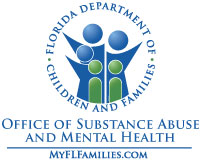 FLORIDA DEPARTMENT OF
CHILDREN AND FAMILIES
OFFICE OF SUBSTANCE ABUSE
AND MENTAL HEALTH
MYFLFAMILIES.COM